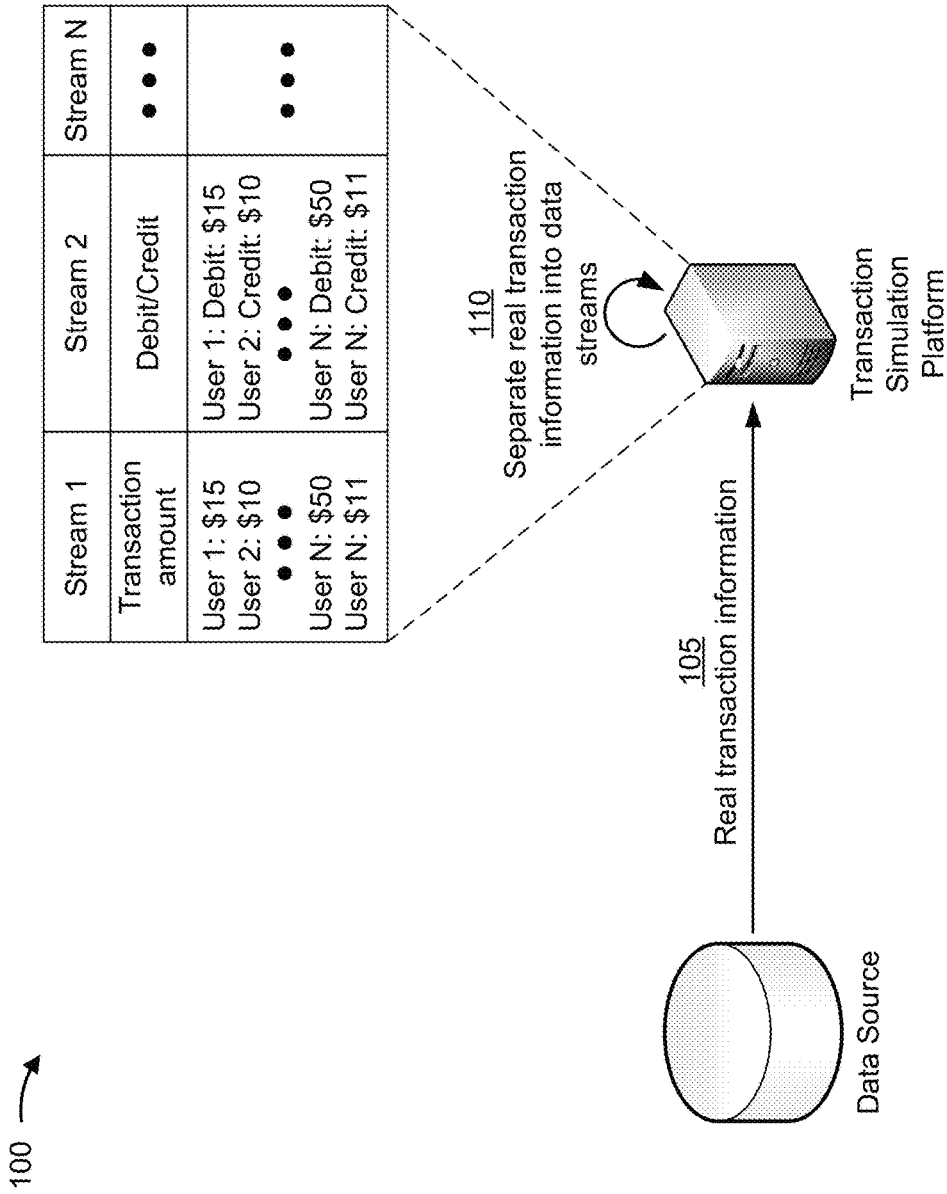 100
Stream 1
Stream 2
Stream N
Transaction
amount
Debit/Credit
User 1: $15
User 2: $10
User N: $50
User N: $11
User 1: Debit: $15
User 2: Credit: $10
User N: Debit: $50
User N: Credit: $11
110
Separate real transaction
information into data
streams
105
Real transaction information
Data Source
Transaction
Simulation
Platform